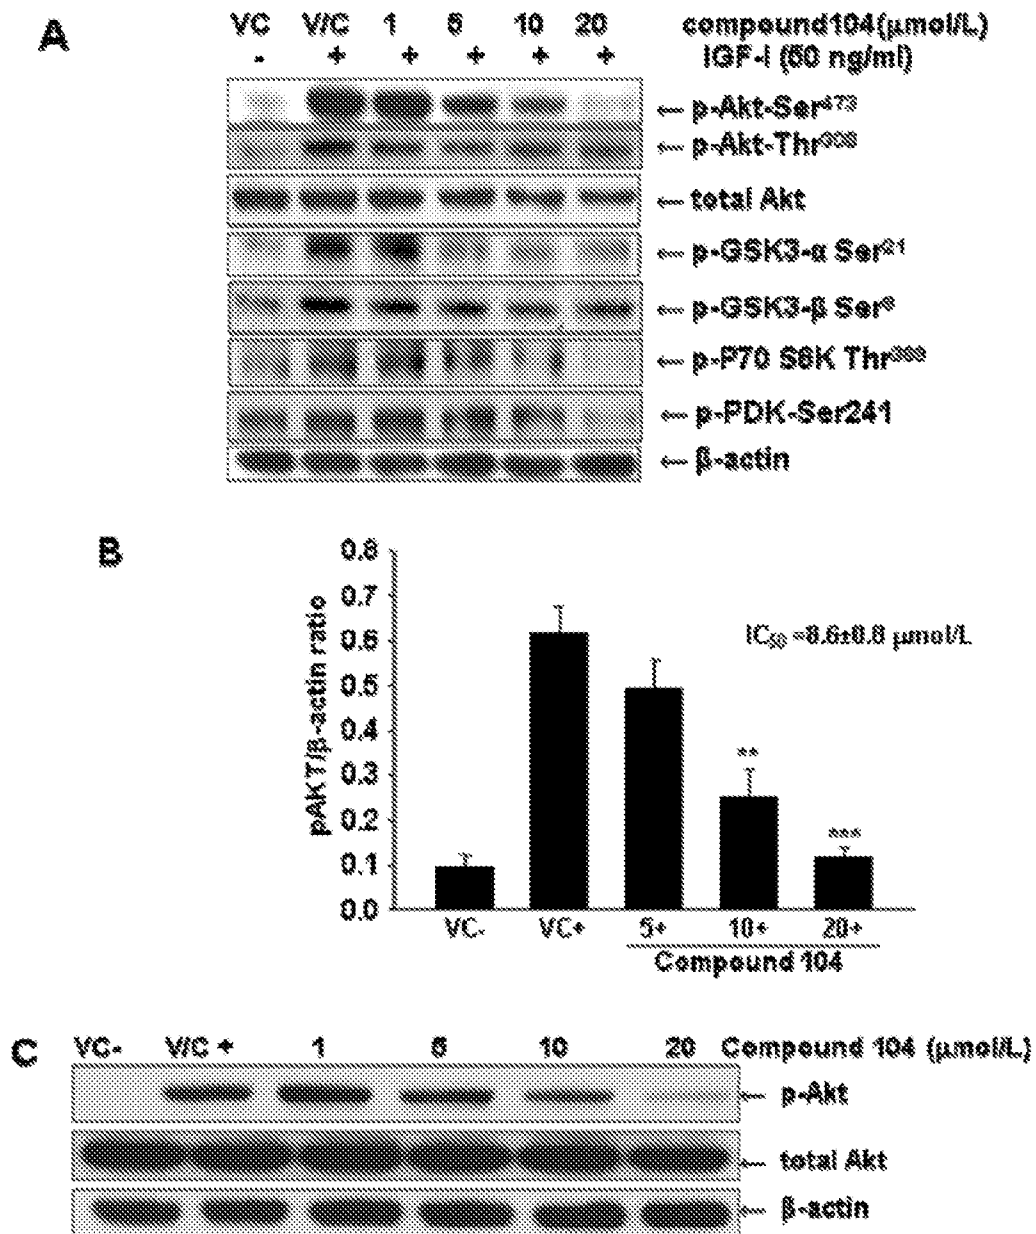 A
VC V/C 1 5 10 20 compound104(μmol/L)
- + + + + + IGF-I (50 ng/ml)
← p-Akt-Ser473
← p-Akt-Thr308
← total Akt
← p-GSK3-α Ser21
← p-GSK3-β Ser9
← p-P70 S6K Thr389
← p-PDK-Ser241
← β-actin
B
pAKT/β-actin ratio
0.8
0.7
0.6
0.5
0.4
0.3
0.2
0.1
0.0
IC50 =8.6±0.8 μmol/L
**
***
VC- VC+ 5+ 10+ 20+
Compound 104
C
VC- V/C + 1 5 10 20 Compound 104 (μmol/L)
← p-Akt
← total Akt
← β-actin